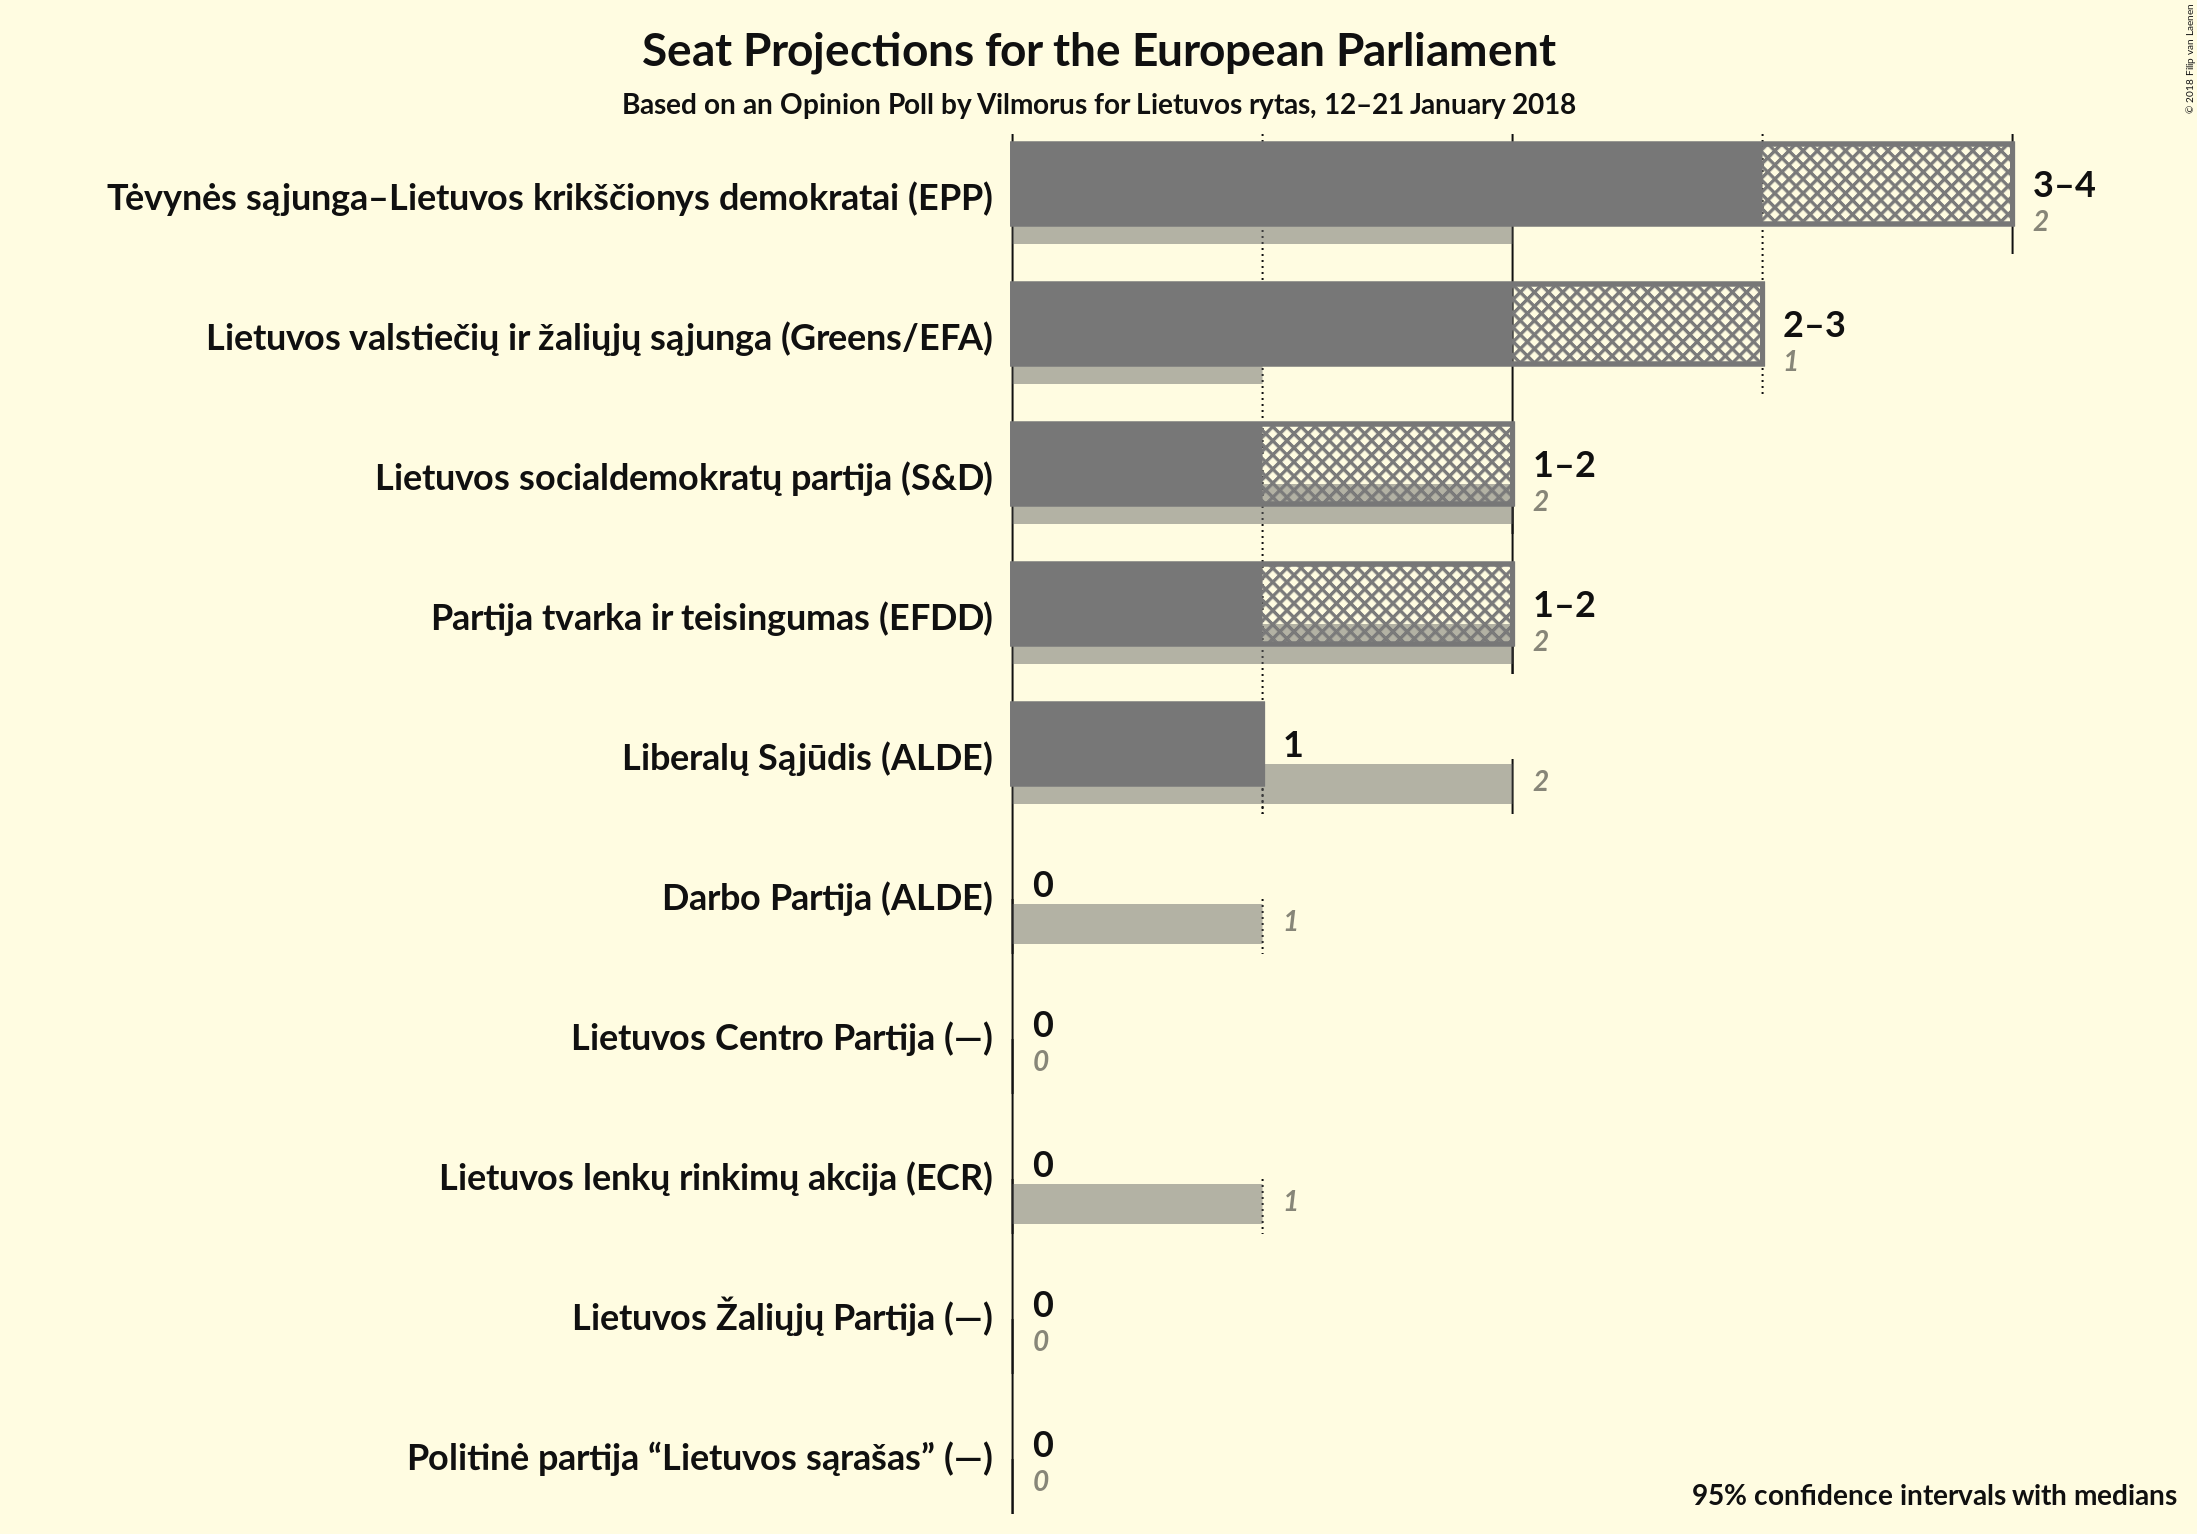 Seat Projections for the European Parliament
Based on an Opinion Poll by Vilmorus for Lietuvos rytas, 12–21 January 2018
© 2018 Filip van Laenen
Tėvynės sąjunga–Lietuvos krikščionys demokratai (EPP)
3–4
2
Lietuvos valstiečių ir žaliųjų sąjunga (Greens/EFA)
2–3
1
Lietuvos socialdemokratų partija (S&D)
1–2
2
Partija tvarka ir teisingumas (EFDD)
1–2
2
Liberalų Sąjūdis (ALDE)
1
2
Darbo Partija (ALDE)
0
1
Lietuvos Centro Partija (—)
0
0
Lietuvos lenkų rinkimų akcija (ECR)
0
1
Lietuvos Žaliųjų Partija (—)
0
0
Politinė partija “Lietuvos sąrašas” (—)
0
0
95% confidence intervals with medians